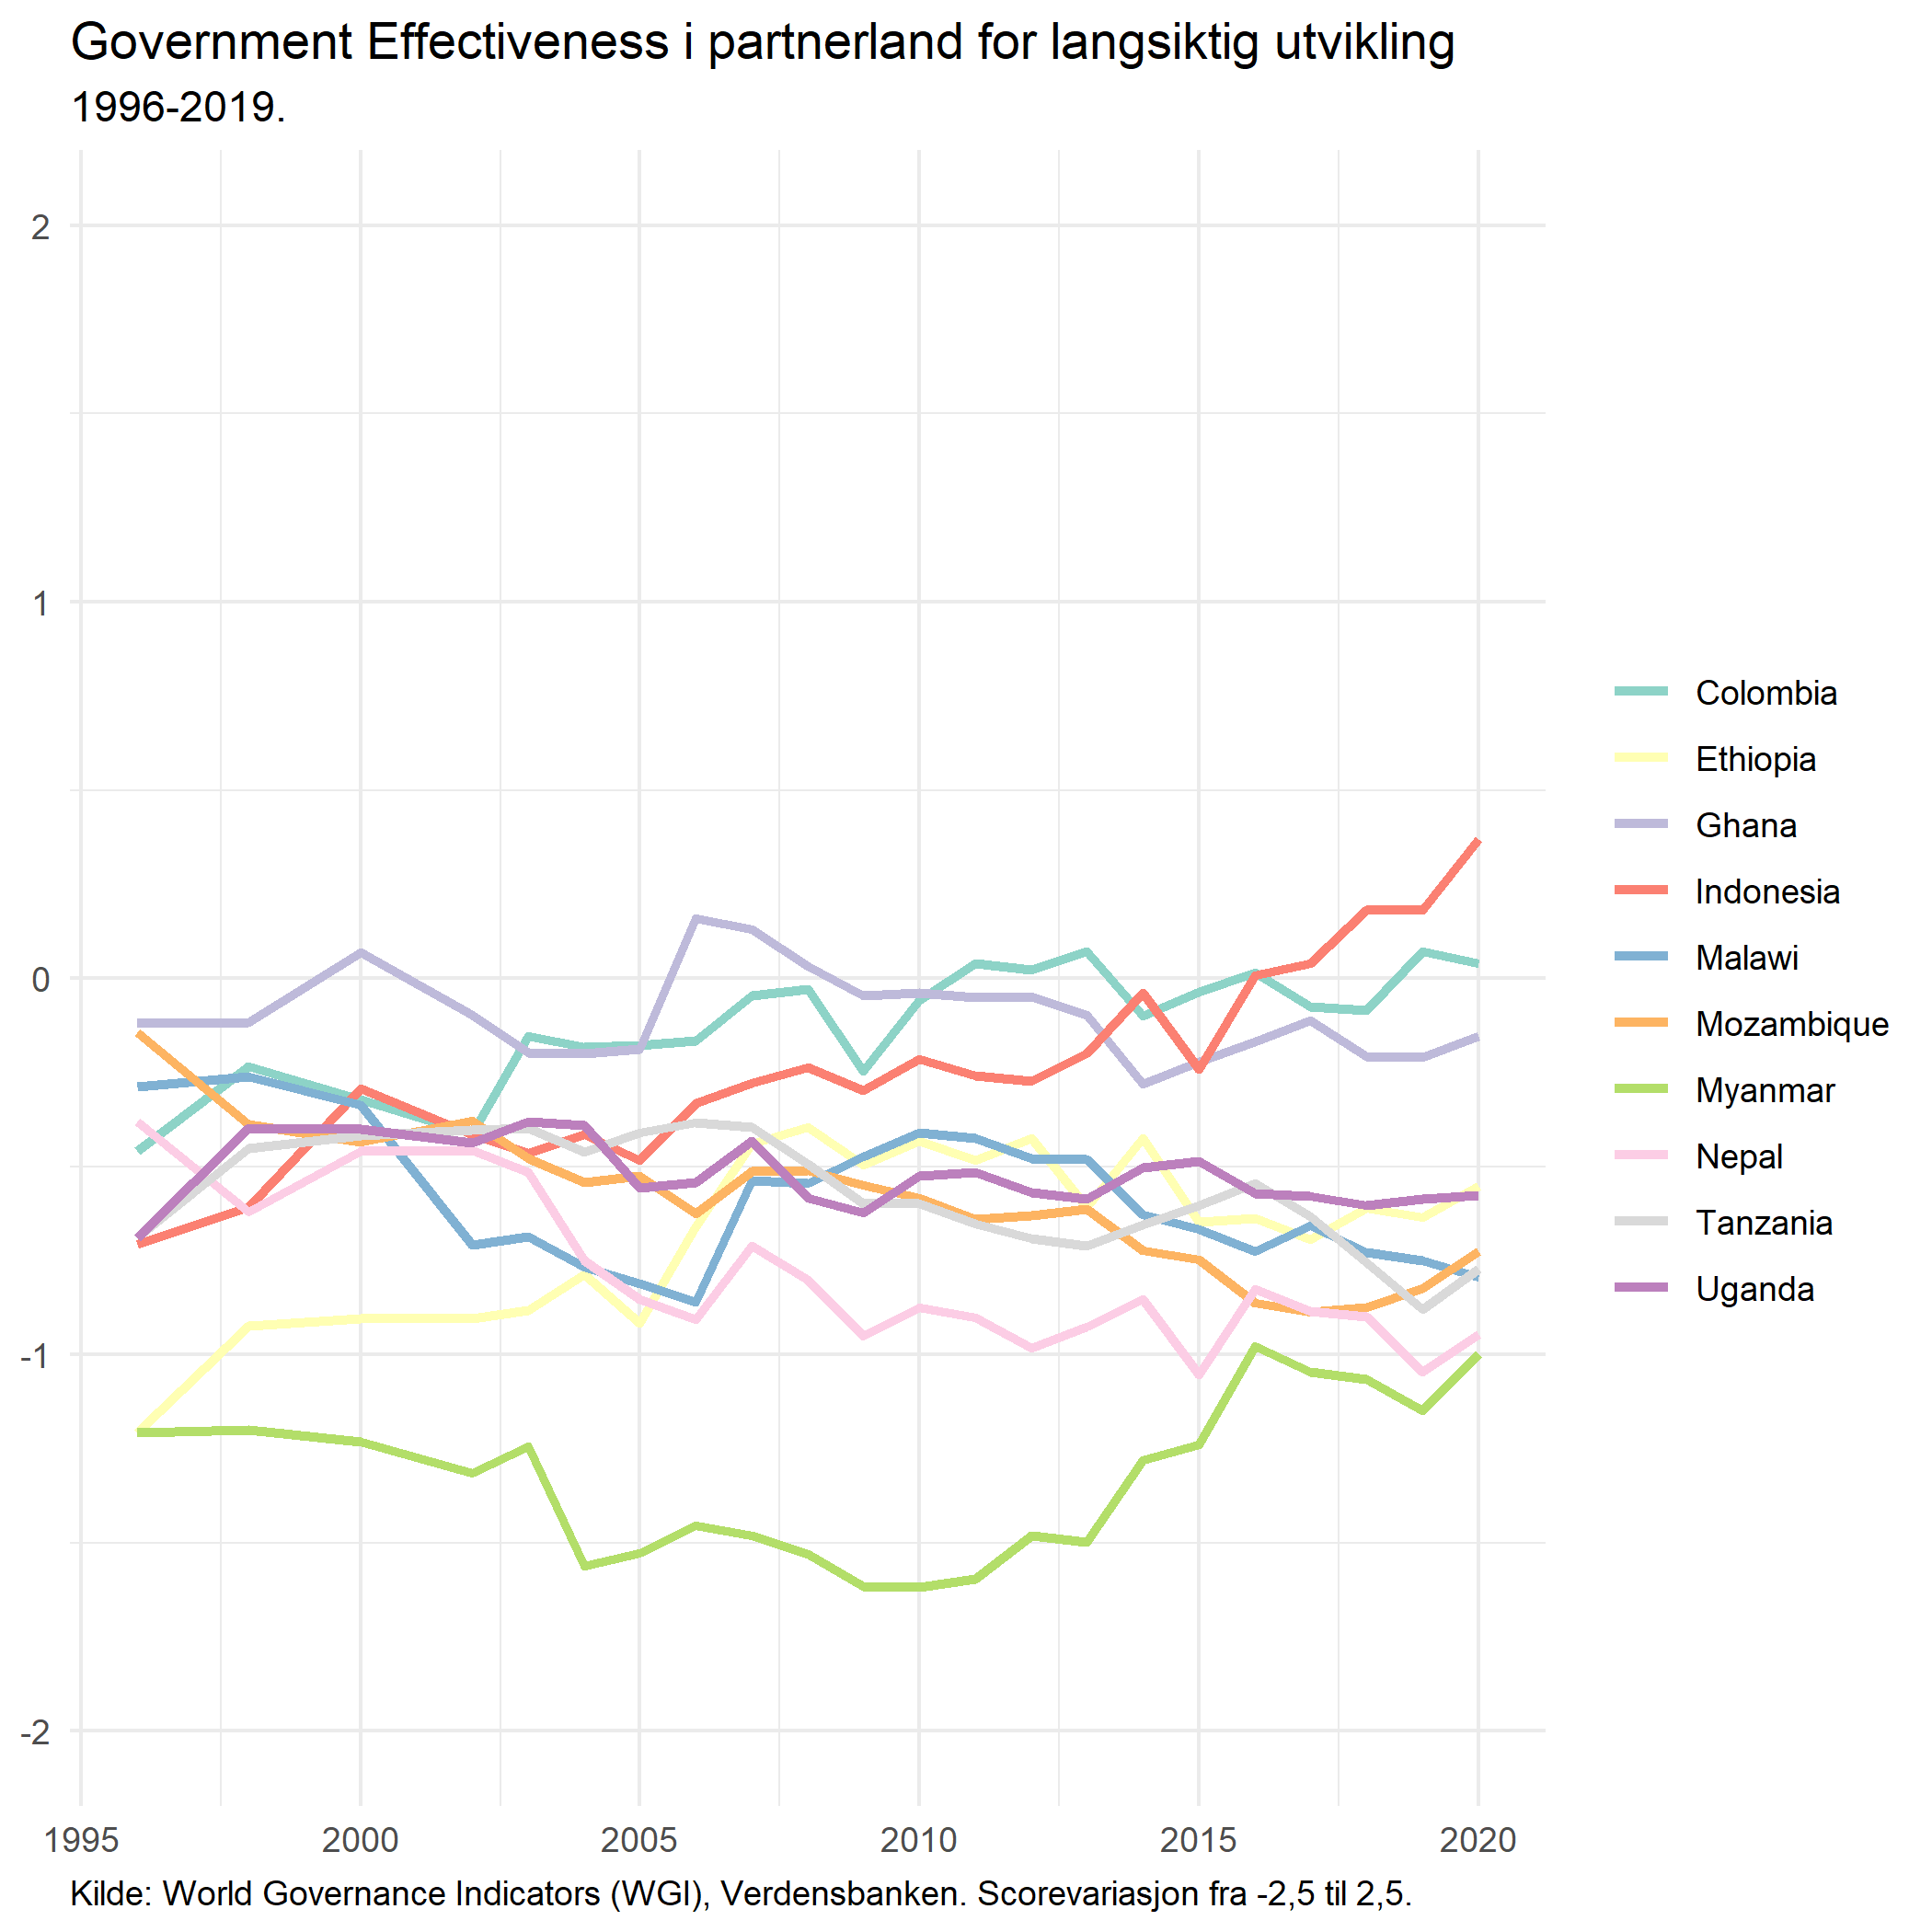 Government Effectiveness i partnerland for langsiktig utvikling
1996-2019.
2
1
0
-1
-2
1995 2000 2005 2010 2015 2020
Colombia
Ethiopia
Ghana
Indonesia
Malawi
Mozambique
Myanmar
Nepal
Tanzania
Uganda
Kilde: World Governance Indicators (WGI), Verdensbanken. Scorevariasjon fra -2,5 til 2,5.